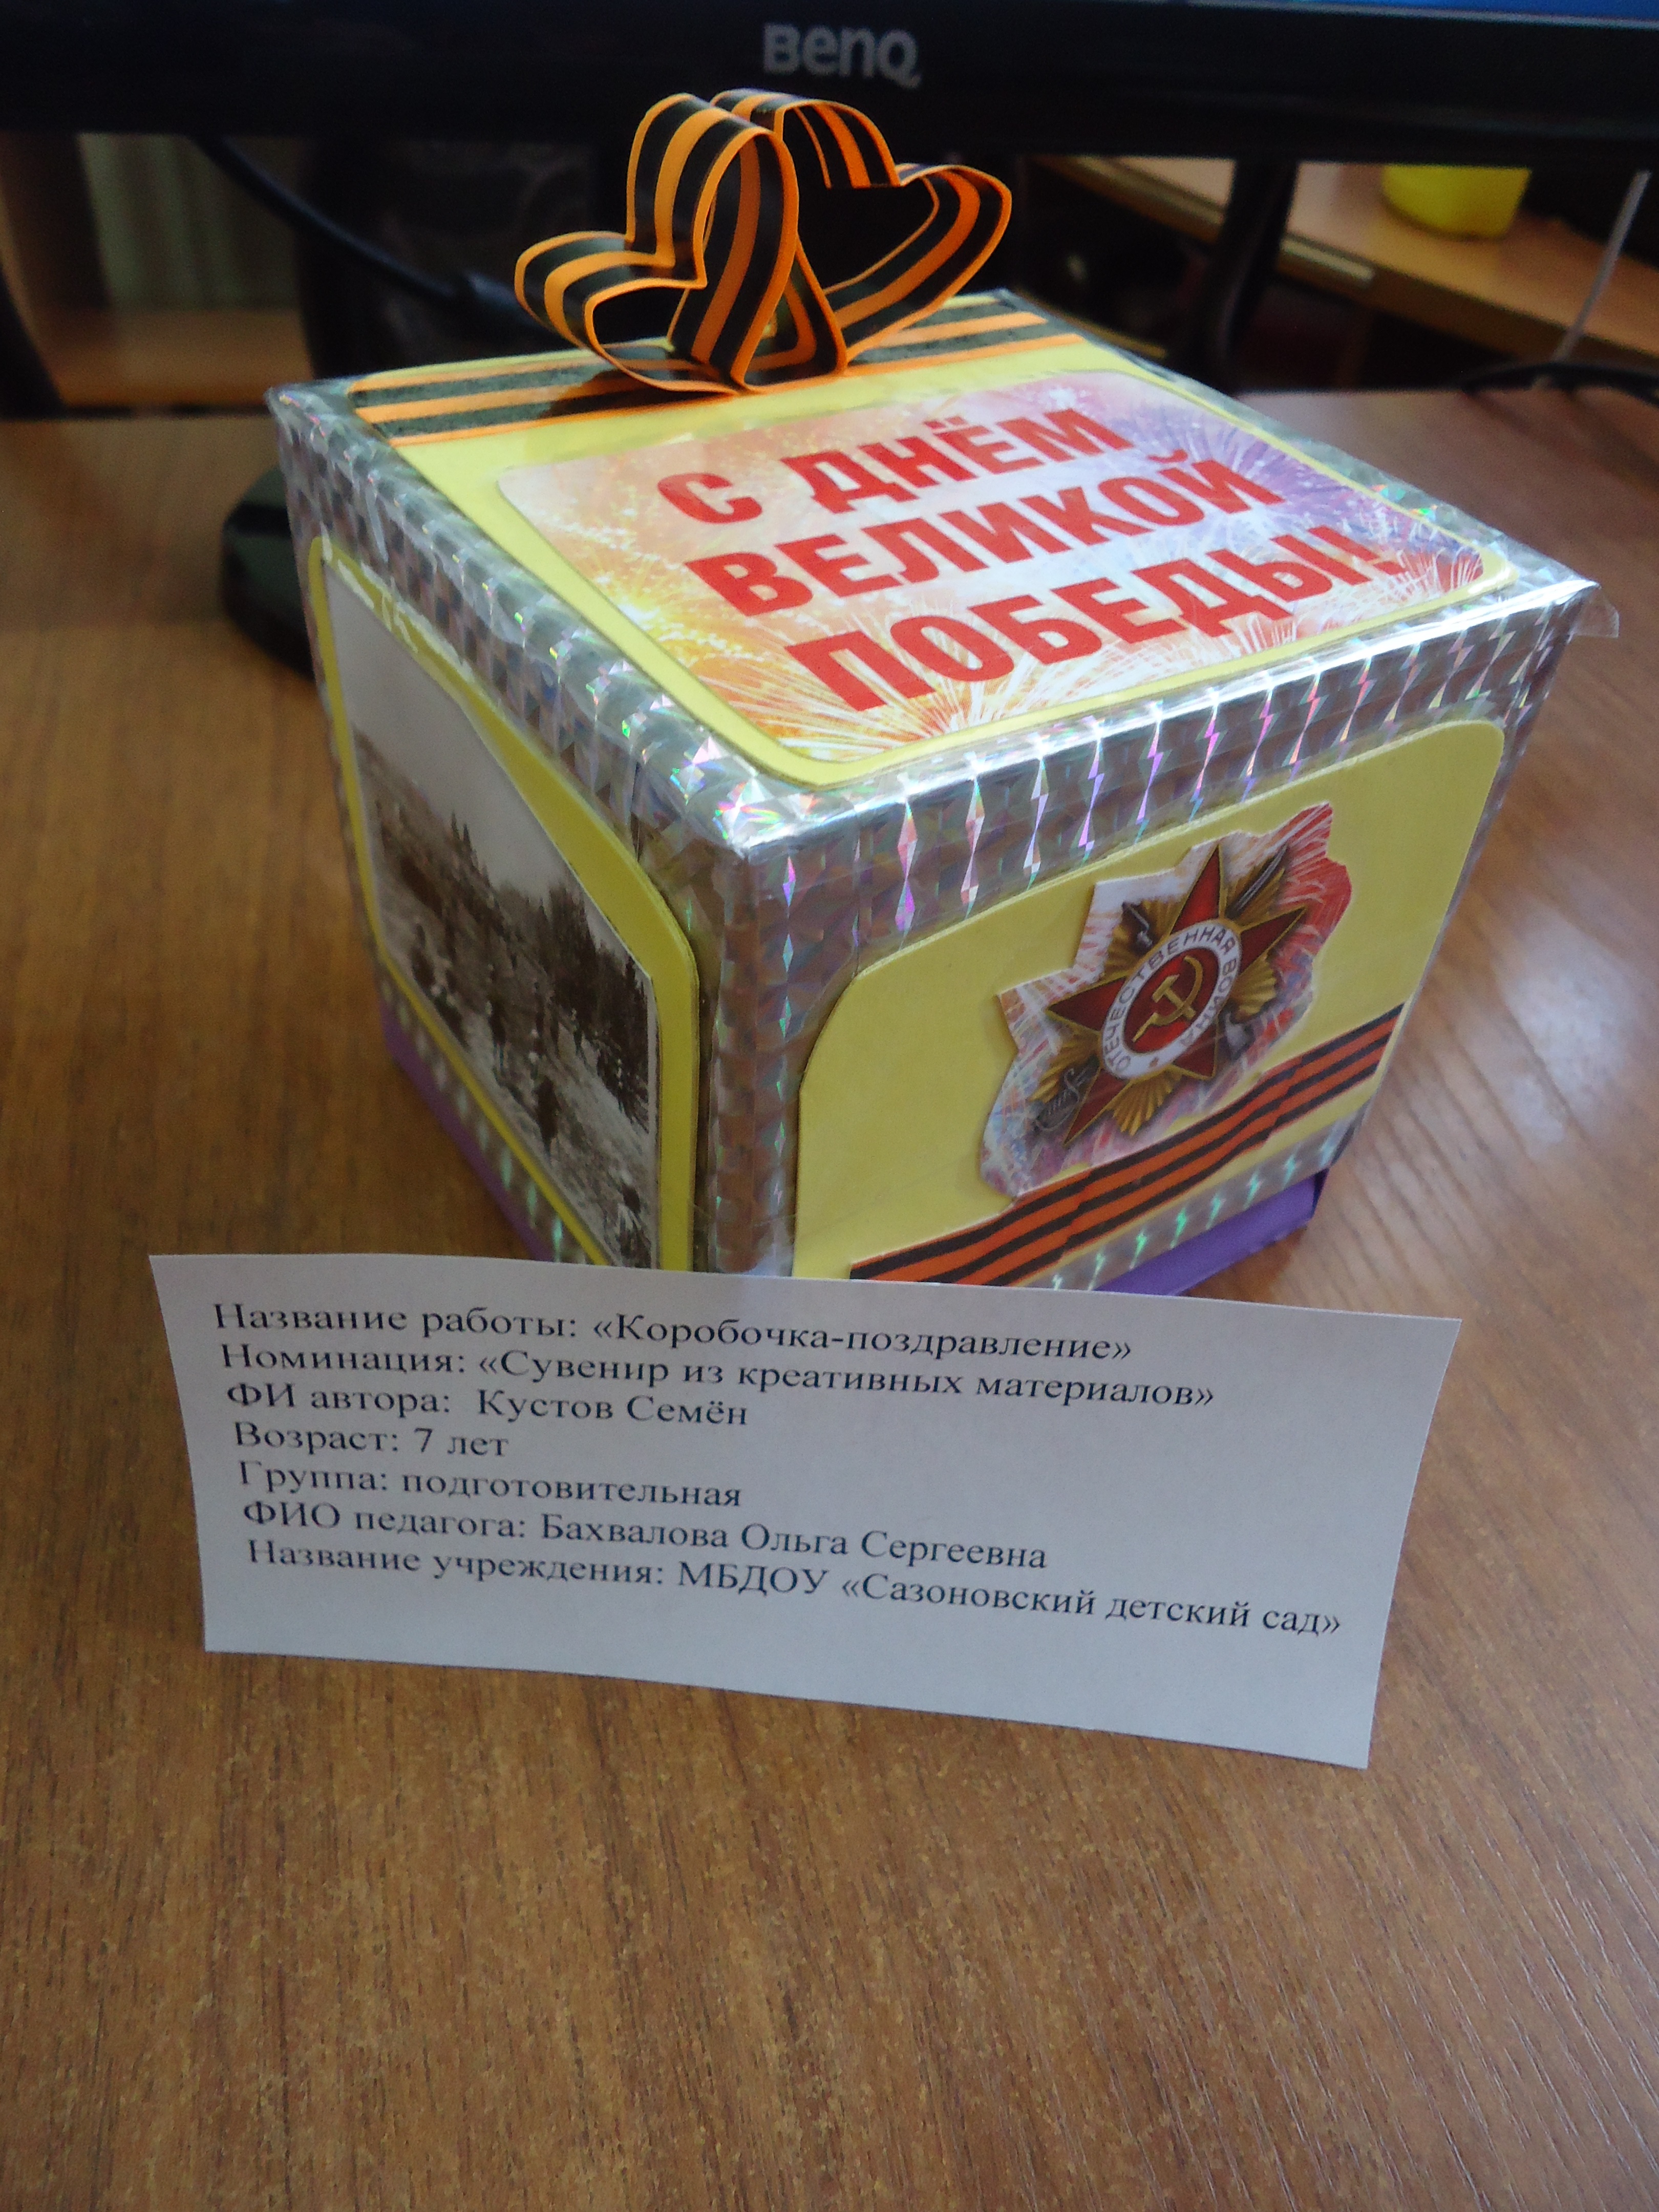 BenQ
С ДНЁМ
ВЕЛИКОЙ
ПОБЕДЫ!
ОТЕЧЕСТВЕННАЯ ВОЙНА
Название работы: «Коробочка-поздравление»
Номинация: «Сувенир из креативных материалов»
ФИ автора: Кустов Семён
Возраст: 7 лет
Группа: подготовительная
ФИО педагога: Бахвалова Ольга Сергеевна
Название учреждения: МБДОУ «Сазоновский детский сад»